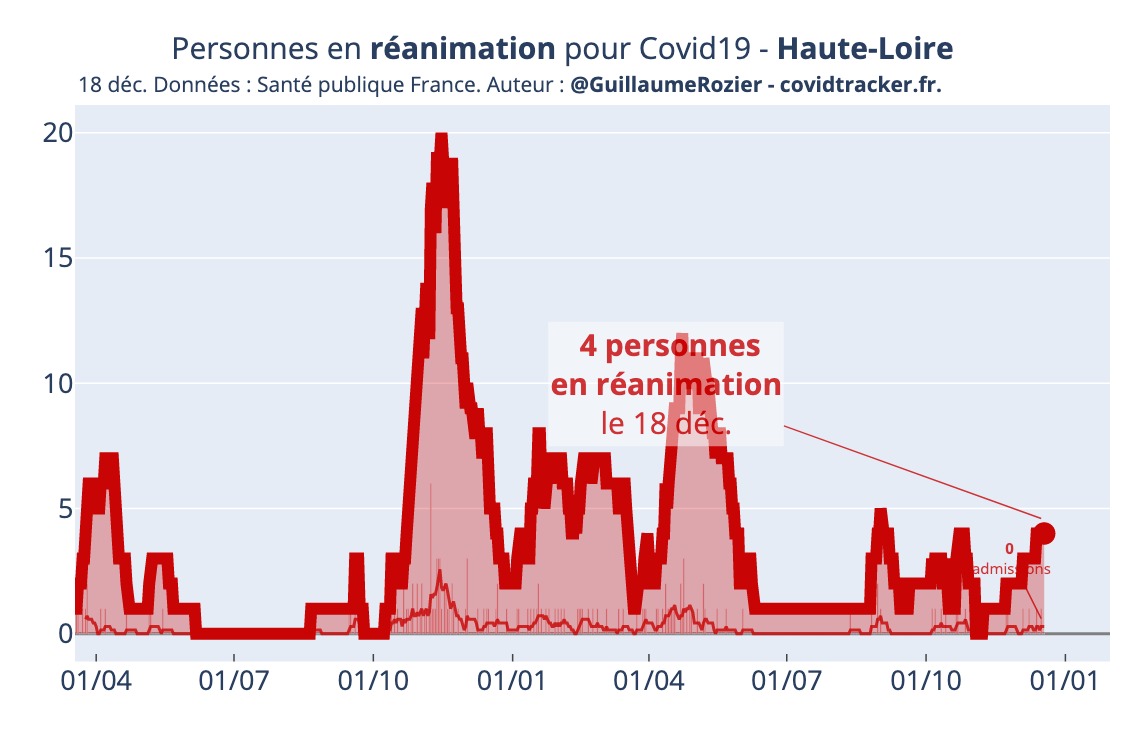 Personnes en réanimation pour Covid19 - Haute-Loire
18 déc. Données : Santé publique France. Auteur : @GuillaumeRozier - covidtracker.fr.
20
15
10
5
0
4 personnes
en réanimation
le 18 déc.
0
admissions
01/04
01/07
01/10
01/01
01/04
01/07
01/10
01/01